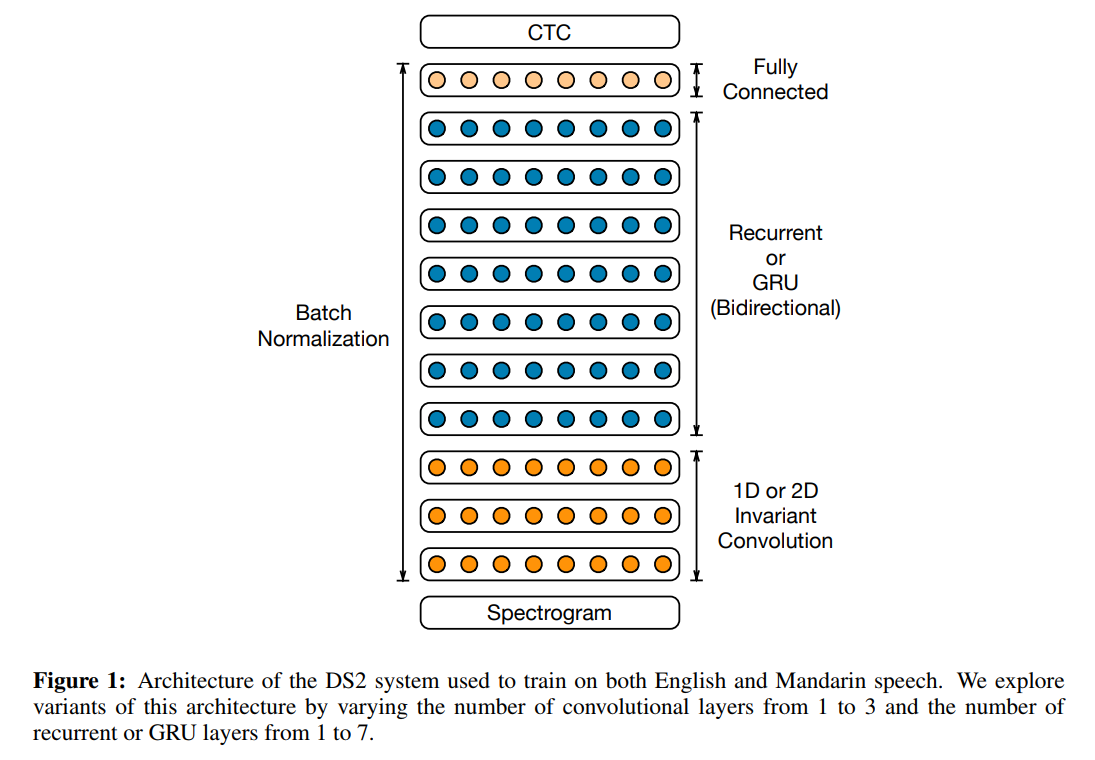 CTC
Fully
Connected
Recurrent
or
GRU
(Bidirectional)
Batch
Normalization
1D or 2D
Invariant
Convolution
Spectrogram
Figure 1: Architecture of the DS2 system used to train on both English and Mandarin speech. We explore
variants of this architecture by varying the number of convolutional layers from 1 to 3 and the number of
recurrent or GRU layers from 1 to 7.